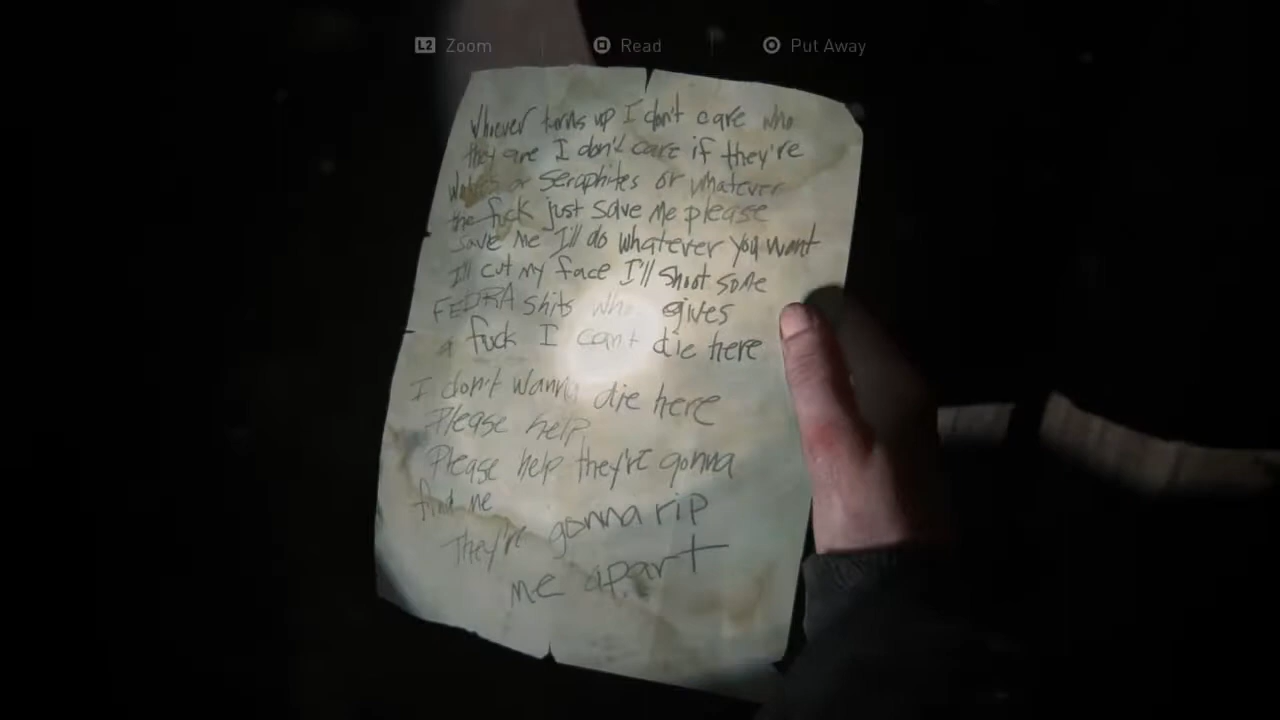 L2 Zoom Read Put Away
Whoever turns up I don't care who
they are I don't care if they're
Wolves or Seraphites or whatever
the fuck just save me please
save me I'll do whatever you want
I'll cut my face I'll shoot some
FEDRA shits who gives
a fuck I can't die here
I don't wanna die here
Please help
Please help they're gonna
find me
They're gonna rip
me apart